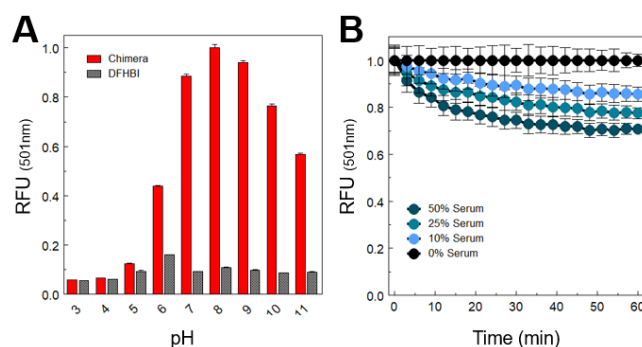 A
Chimera
DFHBI
RFU (501nm)
1.0
0.8
0.6
0.4
0.2
0.0
3 4 5 6 7 8 9 10 11
pH
B
RFU (501nm)
1.0
0.8
0.6
0.4
0.2
0.0
50% Serum
25% Serum
10% Serum
0% Serum
0 10 20 30 40 50 60
Time (min)